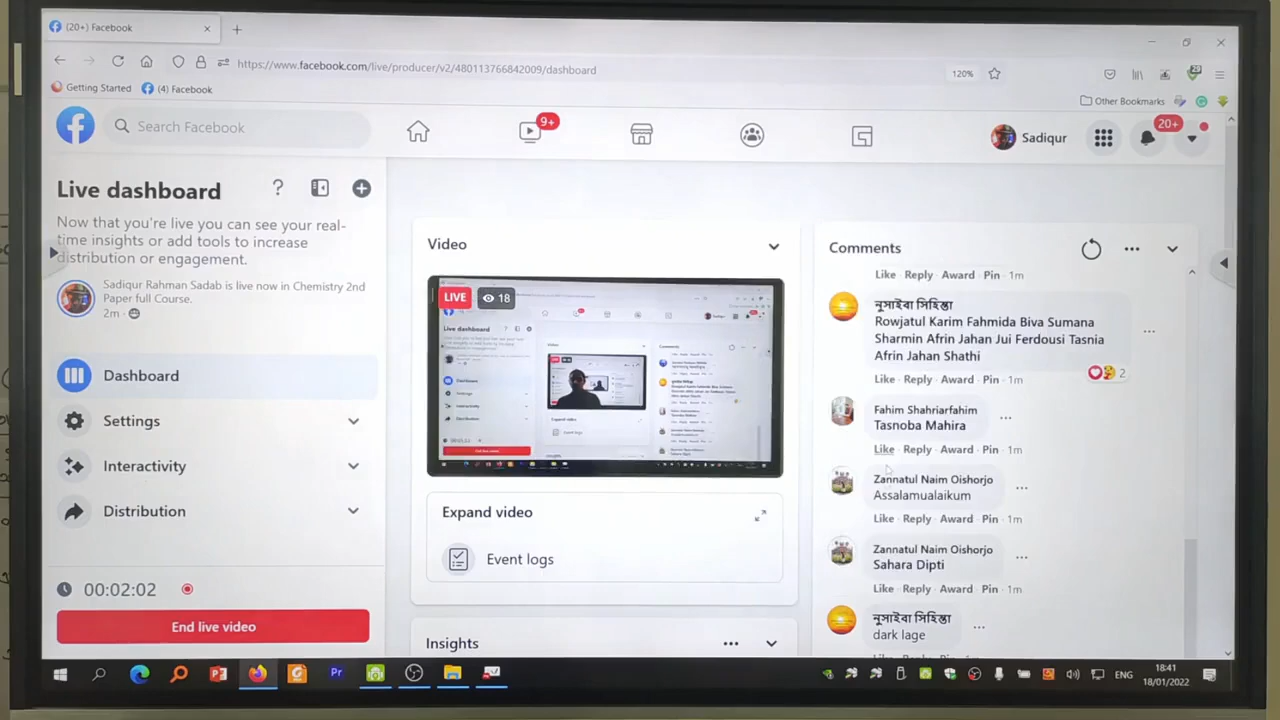 (20+) Facebook
https://www.facebook.com/live/producer/v2/480113766842009/dashboard
120%
Getting Started
(4) Facebook
Other Bookmarks
Search Facebook
9+
Sadiqur
20+
Live dashboard
Now that you're live you can see your real-
time insights or add tools to increase
distribution or engagement.
Sadiqur Rahman Sadab is live now in Chemistry 2nd
Paper full Course.
2m
Dashboard
Settings
Interactivity
Distribution
00:02:02
End live video
Video
LIVE
18
Live dashboard
Expand video
Event logs
Insights
Comments
Like Reply Award Pin 1m
নুসাইবা সিহিন্তা
Rowjatul Karim Fahmida Biva Sumana
Sharmin Afrin Jahan Jui Ferdousi Tasnia
Afrin Jahan Shathi
2
Like Reply Award Pin 1m
Fahim Shahriarfahim
Tasnoba Mahira
Like Reply Award Pin 1m
Zannatul Naim Oishorjo
Assalamualaikum
Like Reply Award Pin 1m
Zannatul Naim Oishorjo
Sahara Dipti
Like Reply Award Pin 1m
নুসাইবা সিহিন্তা
dark lage
Pr
ENG
18:41
18/01/2022